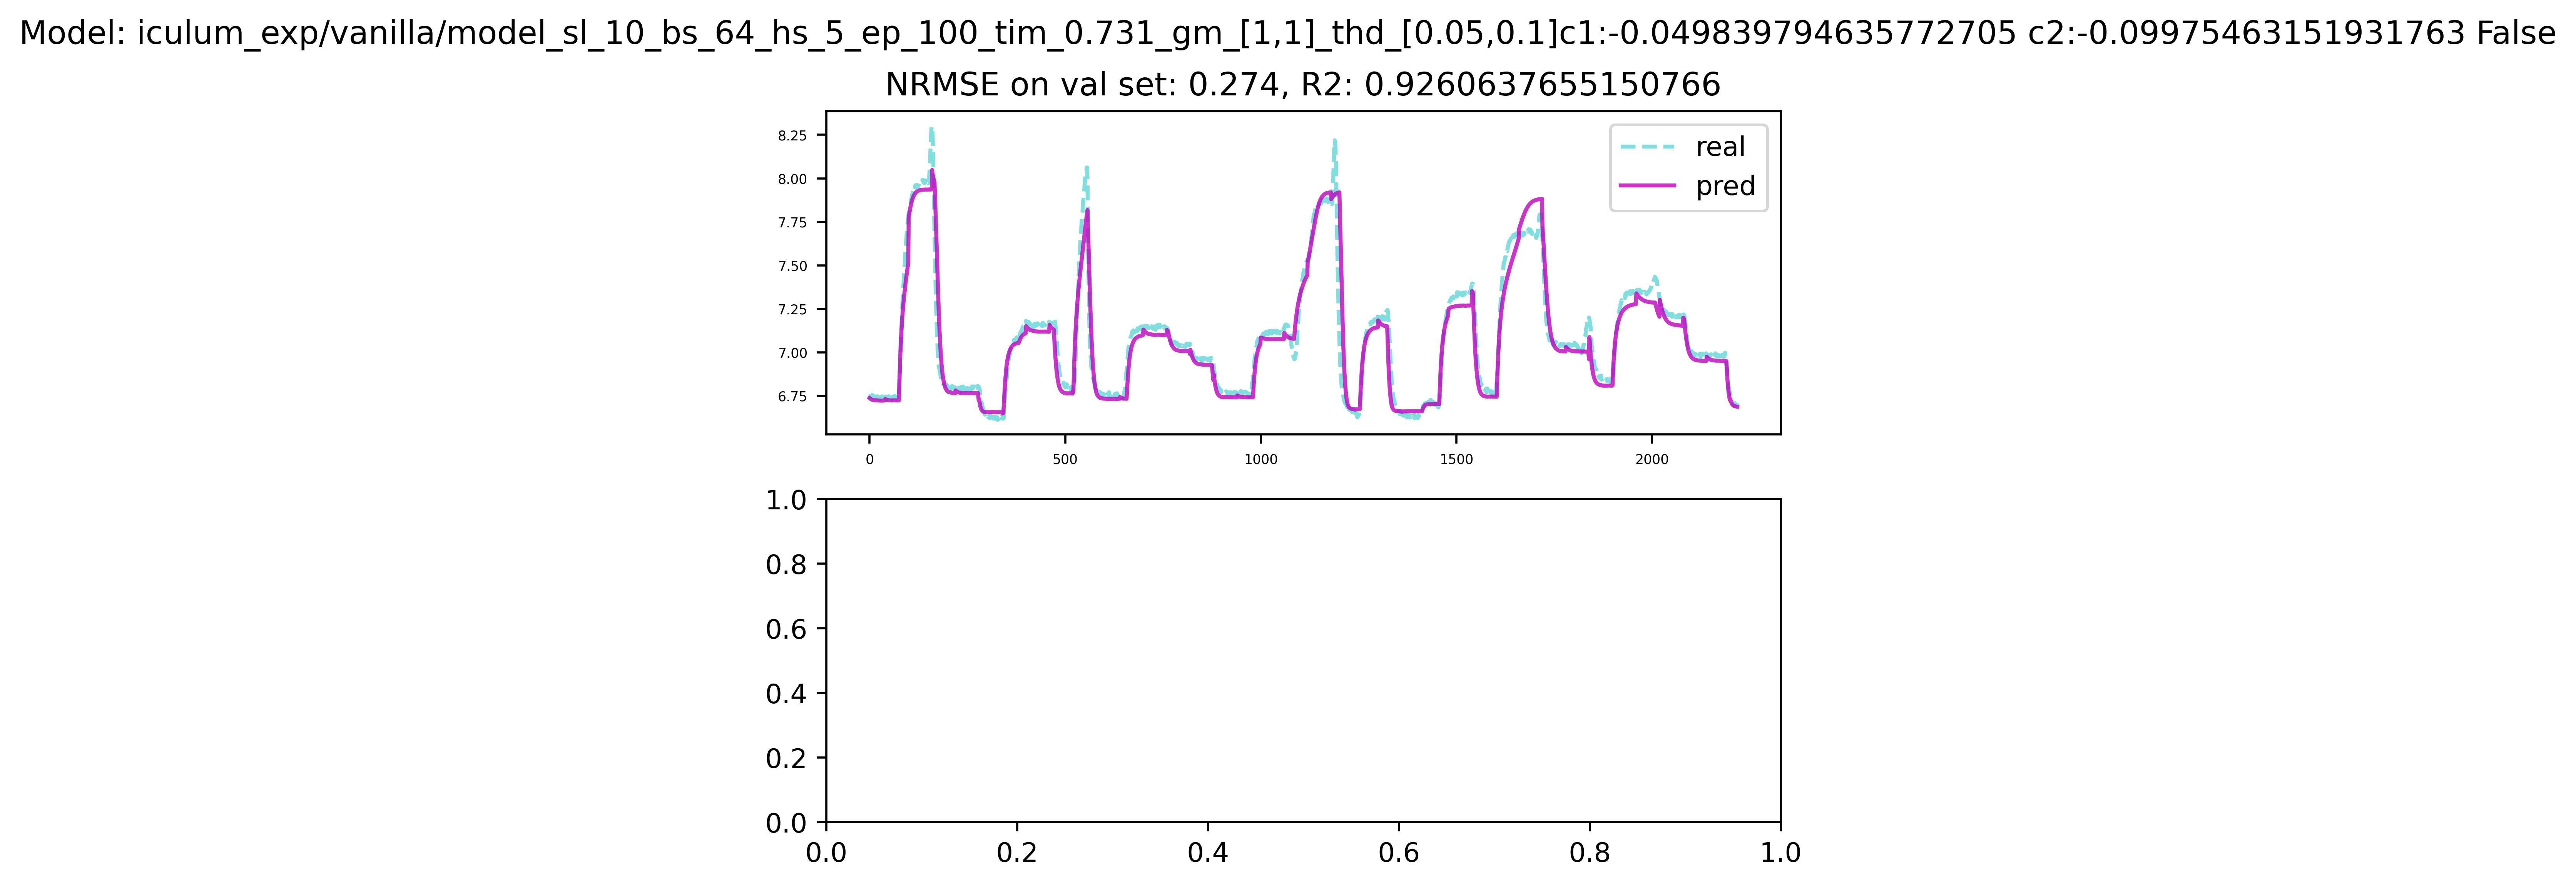 Model: iculum_exp/vanilla/model_sl_10_bs_64_hs_5_ep_100_tim_0.731_gm_[1,1]_thd_[0.05,0.1]c1:-0.049839794635772705 c2:-0.09975463151931763 False
NRMSE on val set: 0.274, R2: 0.9260637655150766
8.25
8.00
7.75
7.50
7.25
7.00
6.75
real
pred
0 500 1000 1500 2000
1.0
0.8
0.6
0.4
0.2
0.0
0.0 0.2 0.4 0.6 0.8 1.0